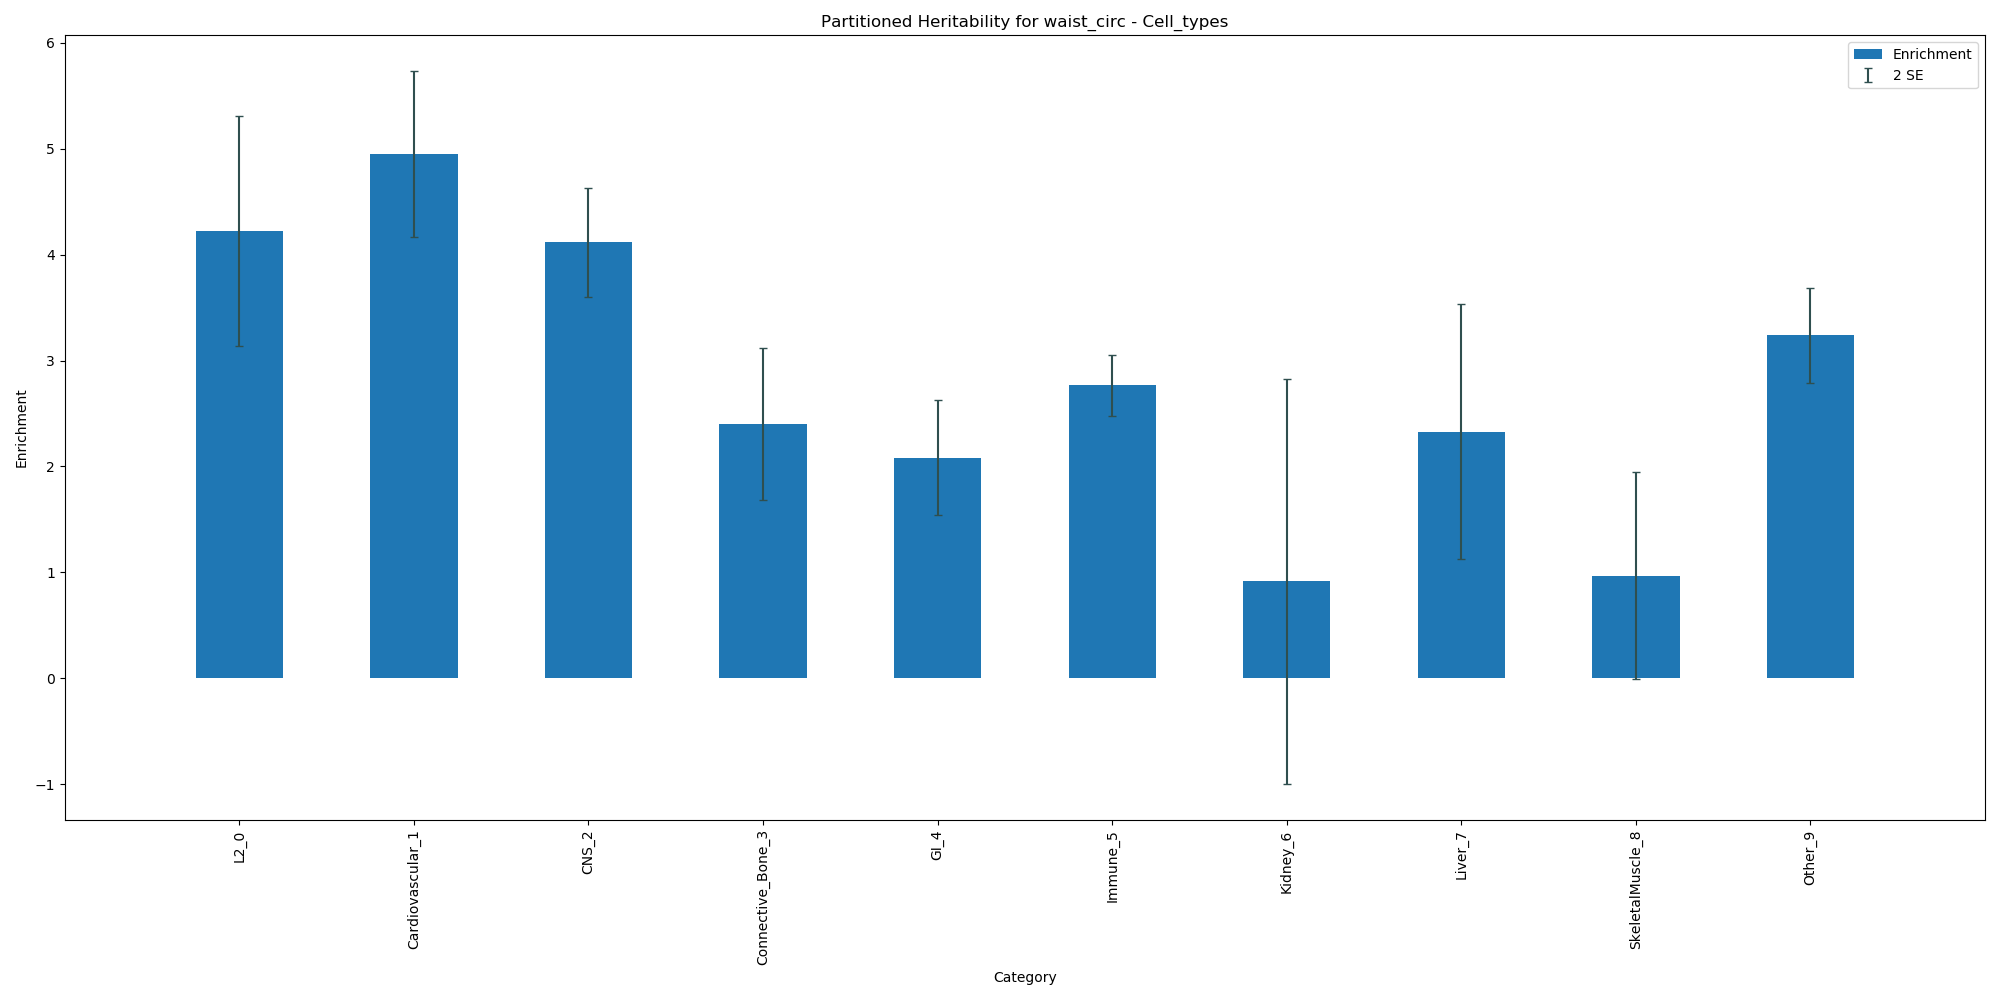 Partitioned Heritability for waist_circ - Cell_types
Enrichment
2 SE
6
5
4
3
2
1
0
−1
Enrichment
L2_0
Cardiovascular_1
CNS_2
Connective_Bone_3
GI_4
Immune_5
Kidney_6
Liver_7
SkeletalMuscle_8
Other_9
Category